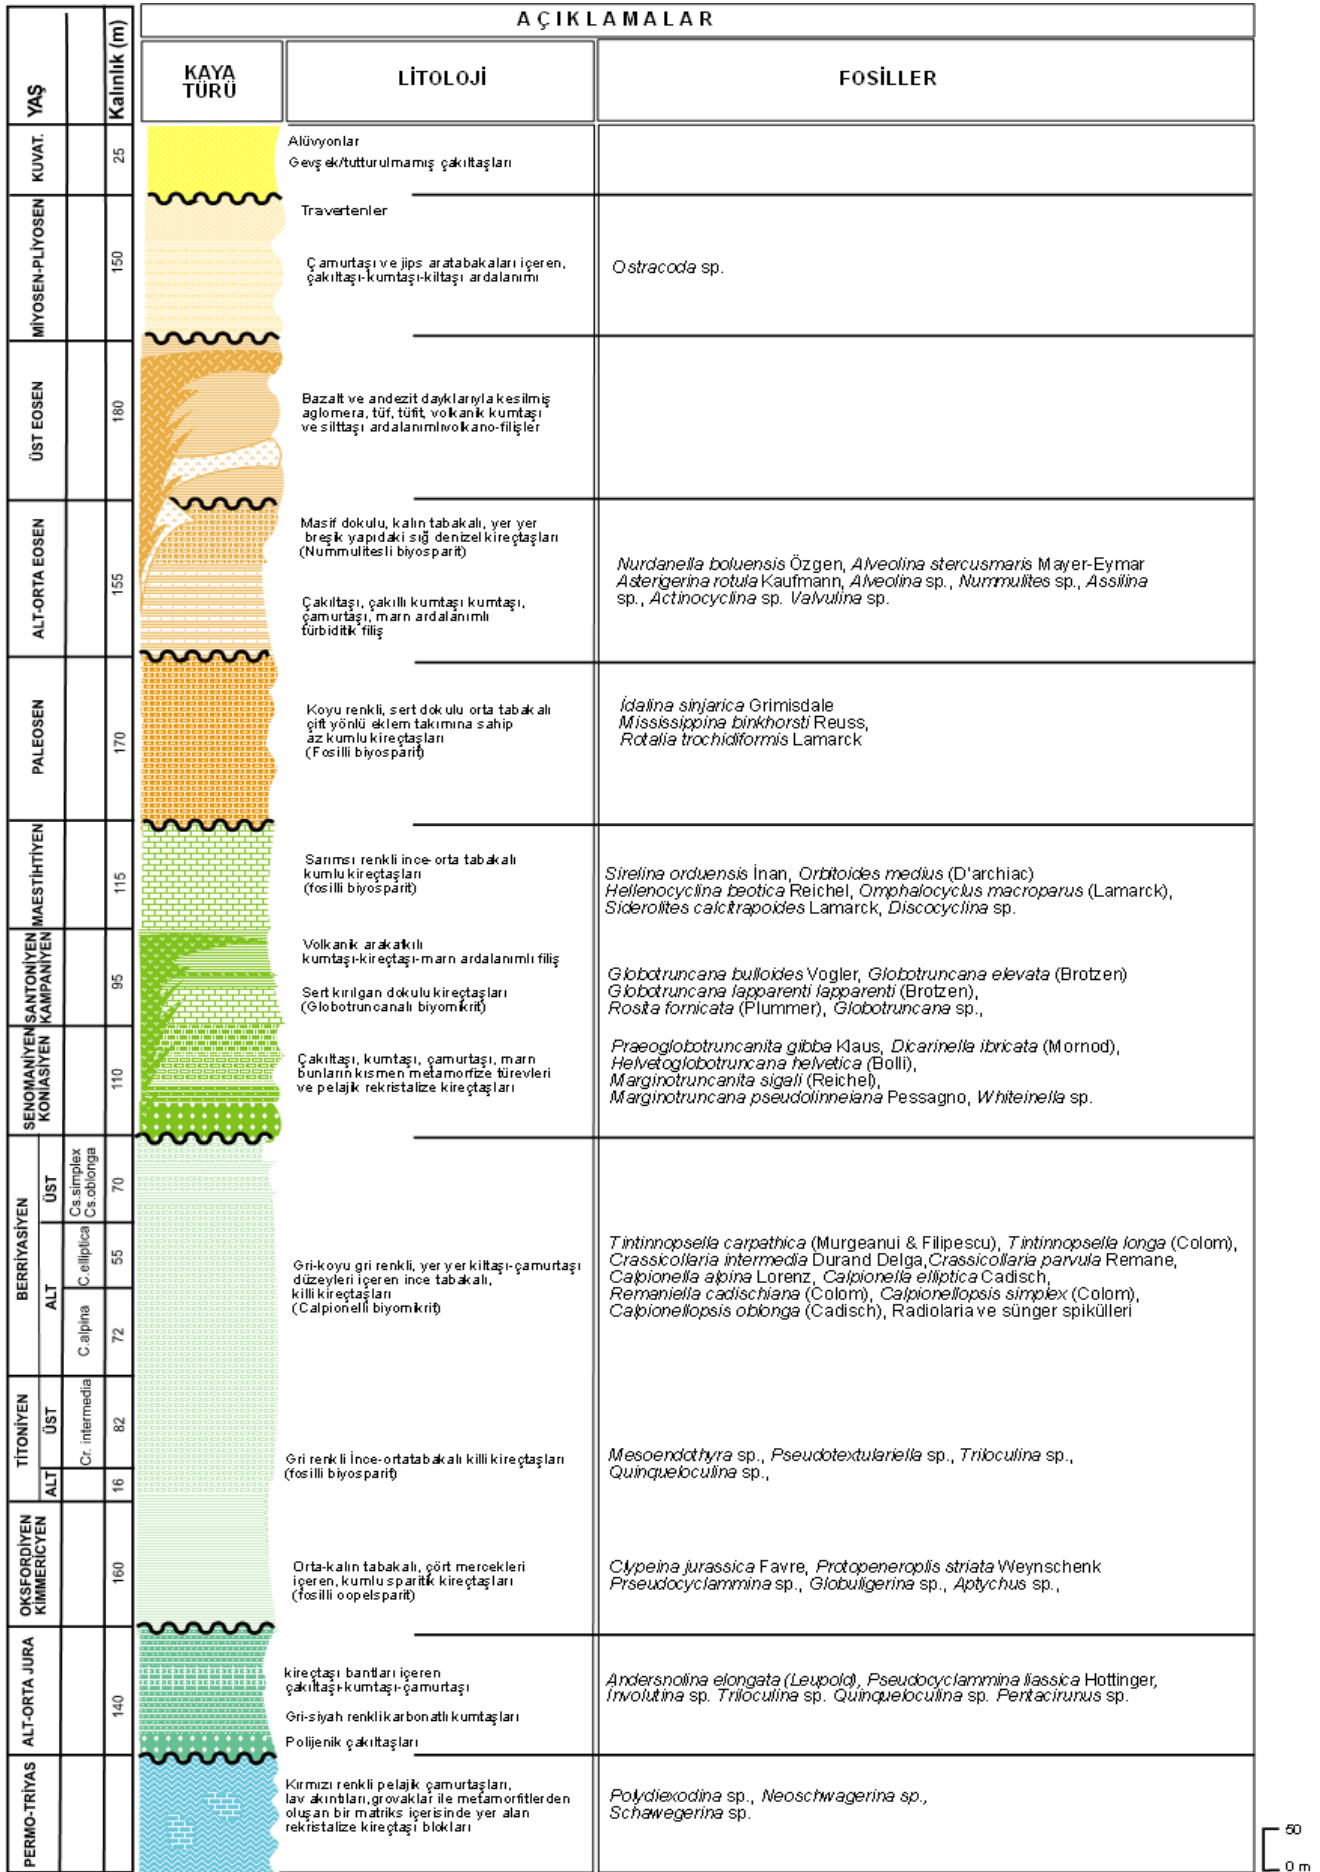 AÇIKLAMALAR
YAŞ
Kalınlık (m)
KAYA
TÜRÜ
LİTOLOJİ
FOSİLLER
KUVAT.
25
Alüvyonlar
Gevşek/tutturulmamış çakıltaşları
MİYOSEN-PLİYOSEN
150
Travertenler
Çamurtaşı ve jips aratabakaları içeren,
çakıltaşı-kumtaşı-kiltaşı ardalanımı
Ostracoda sp.
ÜST EOSEN
180
Bazalt ve andezit dayklarıyla kesilmiş
aglomera, tüf, tüfit, volkanik kumtaşı
ve silttaşı ardalanımlıvolkano-filişler
ALT-ORTA EOSEN
155
Masif dokulu, kalın tabakalı, yer yer
breşik yapıdaki sığ denizel kireçtaşları
(Nummulitesli biyosparit)
Çakıltaşı, çakıllı kumtaşı kumtaşı,
çamurtaşı, marn ardalanımlı
türbiditik filiş
Nurdanella boluensis Özgen, Alveolina stercusmaris Mayer-Eymar
Asterigerina rotula Kaufmann, Alveolina sp., Nummulites sp., Assilina
sp., Actinocyclina sp. Valvulina sp.
PALEOSEN
170
Koyu renkli, sert dokulu orta tabakalı
çift yönlü eklem takımına sahip
az kumlu kireçtaşları
(Fosilli biyosparit)
İdalina sinjarica Grimisdale
Mississippina binkhorsti Reuss,
Rotalia trochidiformis Lamarck
MAESTİHTİYEN
115
Sarımsı renkli ince-orta tabakalı
kumlu kireçtaşları
(fosilli biyosparit)
Sirelina orduensis İnan, Orbitoides medius (D'archiac)
Hellenocyclina beotica Reichel, Omphalocyclus macroparus (Lamarck),
Siderolites calcitrapoides Lamarck, Discocyclina sp.
SANTONİYEN
KAMPANİYEN
95
Volkanik arakatkılı
kumtaşı-kireçtaşı-marn ardalanımlı filiş
Sert kırılgan dokulu kireçtaşları
(Globotruncanalı biyomikrit)
Globotruncana bulloides Vogler, Globotruncana elevata (Brotzen)
Globotruncana lapparenti lapparenti (Brotzen),
Rosita fornicata (Plummer), Globotruncana sp.,
SENOMANİYEN
KONİASİYEN
110
Çakıltaşı, kumtaşı, çamurtaşı, marn
bunların kısmen metamorfize türevleri
ve pelajik rekristalize kireçtaşları
Praeoglobotruncanita gibba Klaus, Dicarinella ibricata (Mornod),
Helvetoglobotruncana helvetica (Bolli),
Marginotruncanita sigali (Reichel),
Marginotruncana pseudolinneiana Pessagno, Whiteinella sp.
BERRİYASİYEN
ÜST
Cs.simplex
Cs.oblonga
70
ALT
C.elliptica
55
C.alpina
72
Gri-koyu gri renkli, yer yer kiltaşı-çamurtaşı
düzeyleri içeren ince tabakalı,
killi kireçtaşları
(Calpionelli biyomikrit)
Tintinnopsella carpathica (Murgeanui & Filipescu), Tintinnopsella longa (Colom),
Crassicollaria intermedia Durand Delga,Crassicollaria parvula Remane,
Calpionella alpina Lorenz, Calpionella elliptica Cadisch,
Remaniella cadischiana (Colom), Calpionellopsis simplex (Colom),
Calpionellopsis oblonga (Cadisch), Radiolaria ve sünger spikülleri
TİTONİYEN
ÜST
Cr. intermedia
82
ALT
16
Gri renkli İnce-ortatabakalı killi kireçtaşları
(fosilli biyosparit)
Mesoendothyra sp., Pseudotextulariella sp., Triloculina sp.,
Quinqueloculina sp.,
OKSFORDİYEN
KİMMERİCYEN
160
Orta-kalın tabakalı, çört mercekleri
içeren, kumlu sparitik kireçtaşları
(fosilli oopelsparit)
Clypeina jurassica Favre, Protopeneroplis striata Weynschenk
Prseudocyclammina sp., Globuligerina sp., Aptychus sp.,
ALT-ORTA JURA
140
kireçtaşı bantları içeren
çakıltaşı-kumtaşı-çamurtaşı
Gri-siyah renkli karbonatlı kumtaşları
Polijenik çakıltaşları
Andersnolina elongata (Leupold), Pseudocyclammina liassica Hottinger,
Involutina sp. Triloculina sp. Quinqueloculina sp. Pentacirunus sp.
PERMO-TRİYAS
Kırmızı renkli pelajik çamurtaşları,
lav akıntıları,grovaklar ile metamorfitlerden
oluşan bir matriks içerisinde yer alan
rekristalize kireçtaşı blokları
Polydiexodina sp., Neoschwagerina sp.,
Schawegerina sp.
50
0 m